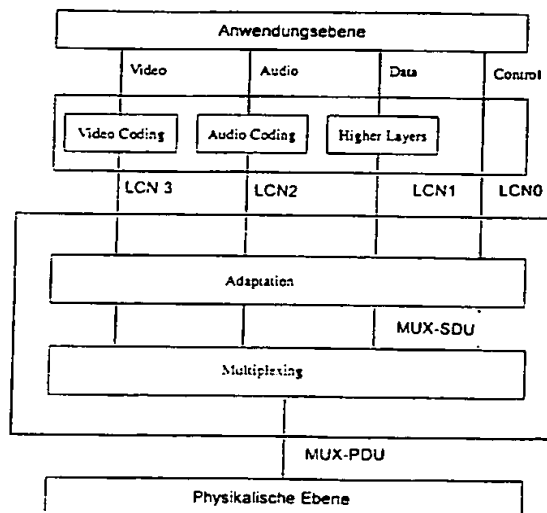 Anwendungsebene
Video Audio Data Control
Video Coding Audio Coding Higher Layers
LCN 3 LCN2 LCN1 LCN0
Adaptation
MUX-SDU
Multiplexing
MUX-PDU
Physikalische Ebene